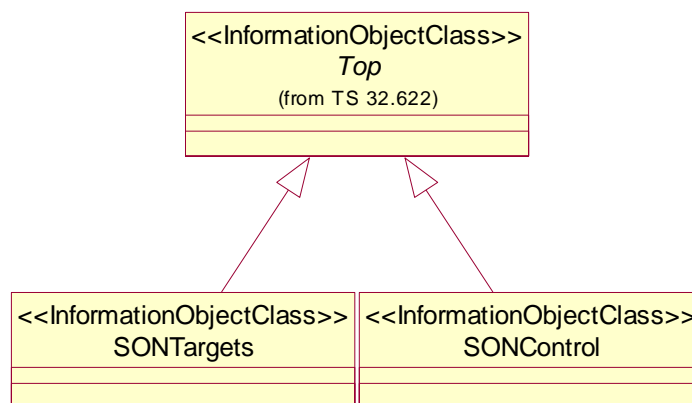 <<InformationObjectClass>>
Top
(from TS 32.622)
<<InformationObjectClass>>
SONTargets
<<InformationObjectClass>>
SONControl